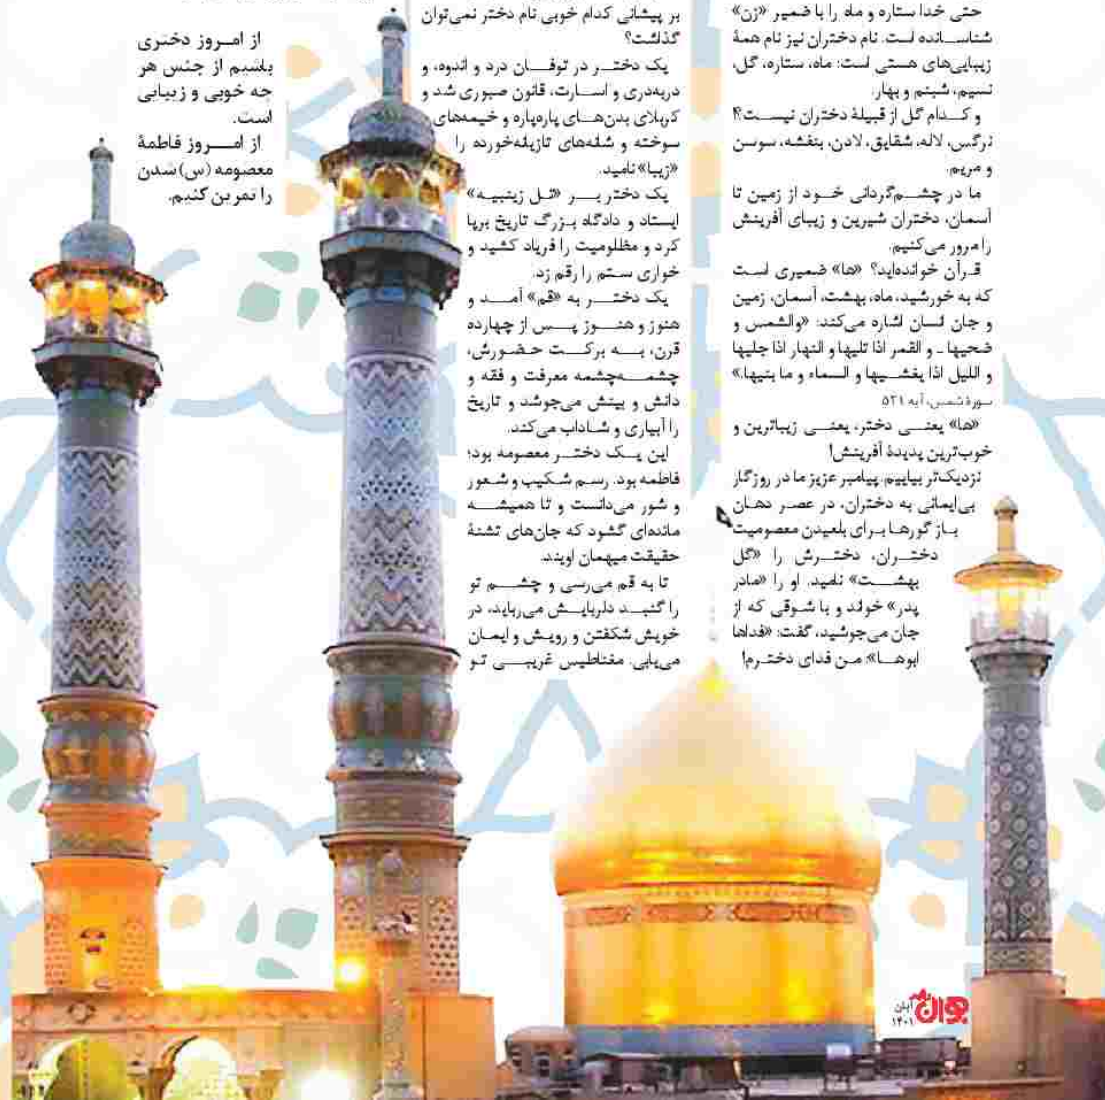 حتی خدا ستاره و ماه را با ضمیر «زن»
شناسانده است. نام دختران نیز نام همهٔ
زیبایی‌های هستی است: ماه، ستاره، گل،
نسیم، شبنم و بهار.
و کدام گل از قبیلهٔ دختران نیست؟!
نرگس، لاله، شقایق، لادن، بنفشه، سوسن
و مریم.
ما در چشم‌گردانی خود از زمین تا
آسمان، دختران شیرین و زیبای آفرینش
را مرور می‌کنیم.
قرآن خوانده‌اید؟ «ها» ضمیری است
که به خورشید، ماه، بهشت، آسمان، زمین
و جان انسان اشاره می‌کند: «والشمس و
ضحیها ـ و القمر اذا تلیها و النهار اذا جلیها
و اللیل اذا یغشیها و السماء و ما بنیها.»
سورهٔ شمس، آیه ۵۲۱
«ها» یعنی دختر، یعنی زیباترین و
خوب‌ترین پدیدهٔ آفرینش!
نزدیک‌تر بیاییم. پیامبر عزیز ما در روزگار
بی‌ایمانی به دختران، در عصر دهان
باز گورها برای بلعیدن معصومیت
دختران، دخترش را «گل
بهشت» نامید. او را «مادر
پدر» خواند و با شوقی که از
جان می‌جوشید، گفت: «فداها
ابوها»: من فدای دخترم!
بر پیشانی کدام خوبی نام دختر نمی‌توان
گذاشت؟
یک دختر در توفان درد و اندوه، و
دربه‌دری و اسارت، قانون صبوری شد و
کربلای بدن‌های پاره‌پاره و خیمه‌های
سوخته و شانه‌های تازیانه‌خورده را
«زیبا» نامید.
یک دختر بر «تل زینبیه»
ایستاد و دادگاه بزرگ تاریخ برپا
کرد و مظلومیت را فریاد کشید و
خواری ستم را رقم زد.
یک دختر به «قم» آمد و
هنوز و هنوز پس از چهارده
قرن، به برکت حضورش،
چشمه‌چشمه معرفت و فقه و
دانش و بینش می‌جوشد و تاریخ
را آبیاری و شاداب می‌کند.
این یک دختر معصومه بود؛
فاطمه بود. رسم شکیب و شعور
و شور می‌دانست و تا همیشه
مائده‌ای گشود که جان‌های تشنهٔ
حقیقت میهمان اویند.
تا به قم می‌رسی و چشم تو
را گنبد دلربایش می‌رباید، در
خویش شکفتن و رویش و ایمان
می‌یابی. مغناطیس غریبی تو
از امروز دختری
باشیم از جنس هر
چه خوبی و زیبایی
است.
از امروز فاطمهٔ
معصومه (س) شدن
را تمرین کنیم.
جوان
آبان
۱۴۰۱